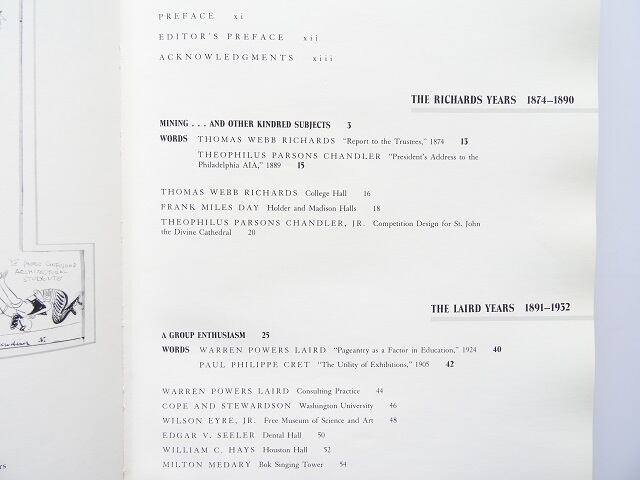 PREFACE xi
EDITOR'S PREFACE xii
ACKNOWLEDGMENTS xiii
THE RICHARDS YEARS 1874–1890
MINING . . . AND OTHER KINDRED SUBJECTS 3
WORDS THOMAS WEBB RICHARDS "Report to the Trustees," 1874 13
THEOPHILUS PARSONS CHANDLER "President's Address to the
Philadelphia AIA," 1889 15
THOMAS WEBB RICHARDS College Hall 16
FRANK MILES DAY Holder and Madison Halls 18
THEOPHILUS PARSONS CHANDLER, JR. Competition Design for St. John
the Divine Cathedral 20
ARCHITECTURAL
STUDENTS
THE LAIRD YEARS 1891–1932
A GROUP ENTHUSIASM 25
WORDS WARREN POWERS LAIRD "Pageantry as a Factor in Education," 1924 40
PAUL PHILIPPE CRET "The Utility of Exhibitions," 1905 42
WARREN POWERS LAIRD Consulting Practice 44
COPE AND STEWARDSON Washington University 46
WILSON EYRE, JR. Free Museum of Science and Art 48
EDGAR V. SEELER Dental Hall 50
WILLIAM C. HAYS Houston Hall 52
MILTON MEDARY Bok Singing Tower 54